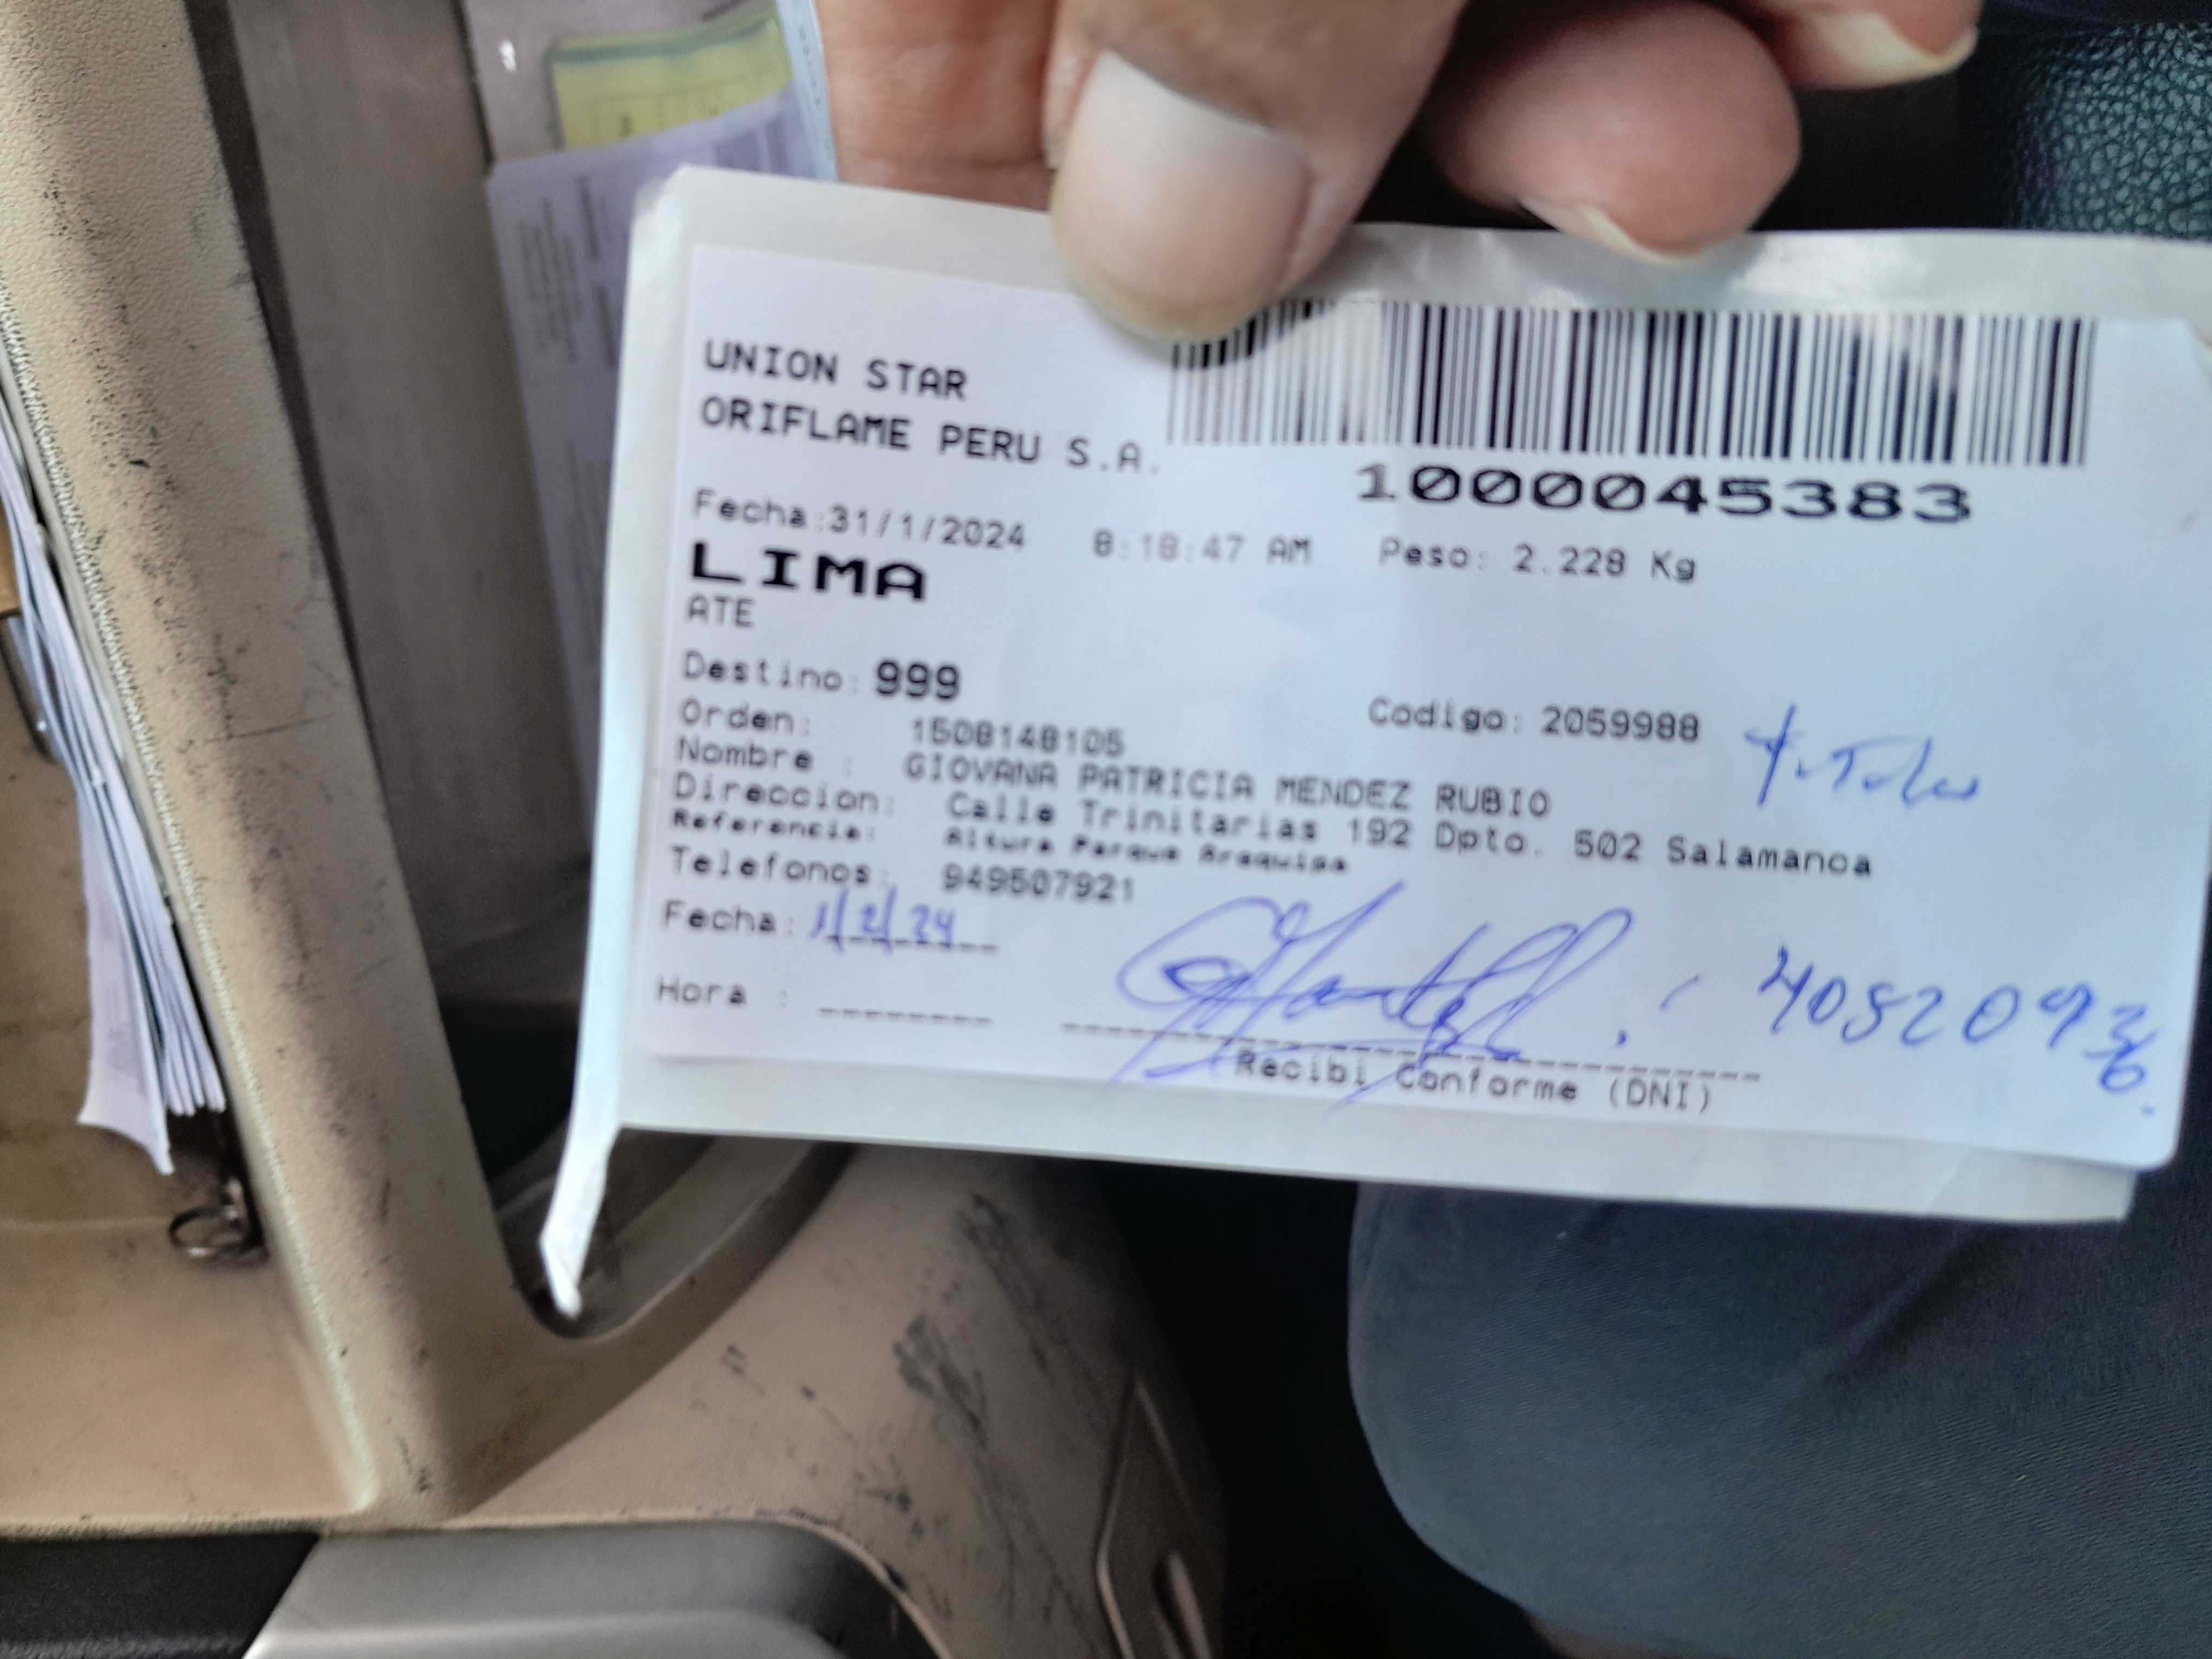 UNION STAR
ORIFLAME PERU S.A.
1000045383
Fecha:31/1/2024 8:18:47 AM Peso: 2.228 Kg
LIMA
ATE
Destino: 999
Orden: 1508148105 Codigo: 2059988
Nombre : GIOVANA PATRICIA MENDEZ RUBIO
Direccion: Calle Trinitarias 192 Dpto. 502 Salamanca
Referencia: Altura Parque Arequipa
Telefonos: 949507921
Fecha: 1/2/24
Hora :
Recibi Conforme (DNI)